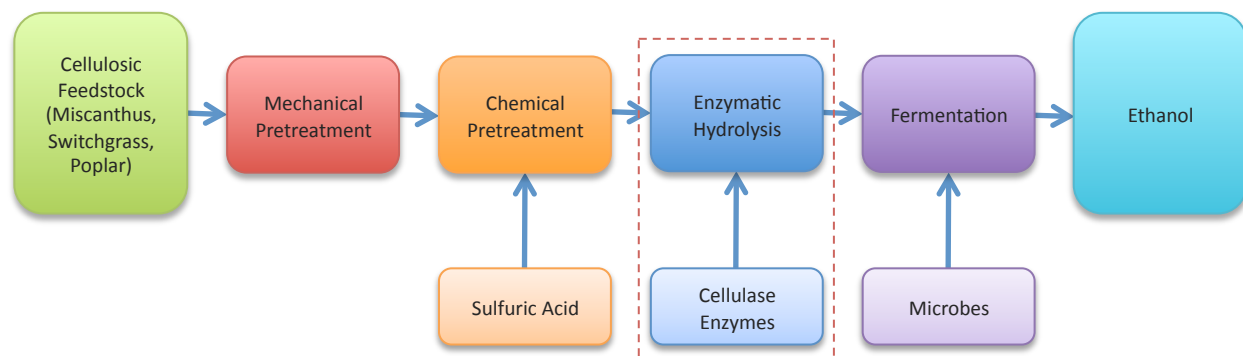 Cellulosic
Feedstock
(Miscanthus,
Switchgrass,
Poplar)
Mechanical
Pretreatment
Chemical
Pretreatment
Enzymatic
Hydrolysis
Fermentation
Ethanol
Sulfuric Acid
Cellulase
Enzymes
Microbes